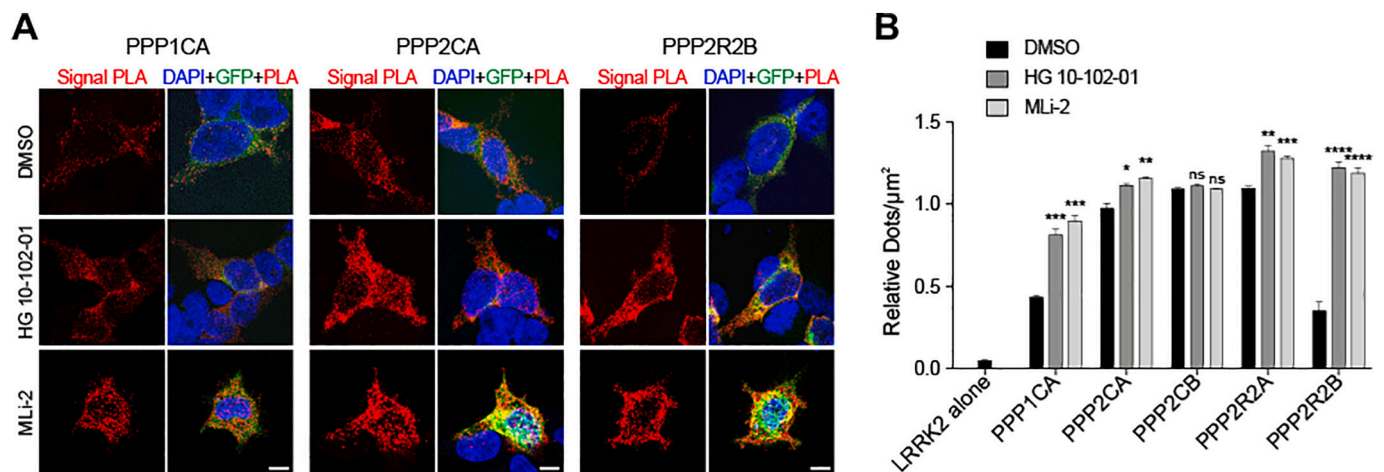 A
PPP1CA
PPP2CA
PPP2R2B
Signal PLA
DAPI+GFP+PLA
Signal PLA
DAPI+GFP+PLA
Signal PLA
DAPI+GFP+PLA
DMSO
HG 10-102-01
MLi-2
B
DMSO
HG 10-102-01
MLi-2
Relative Dots/µm²
1.5
1.0
0.5
0.0
***
***
*
**
ns
ns
**
***
****
****
LRRK2 alone
PPP1CA
PPP2CA
PPP2CB
PPP2R2A
PPP2R2B